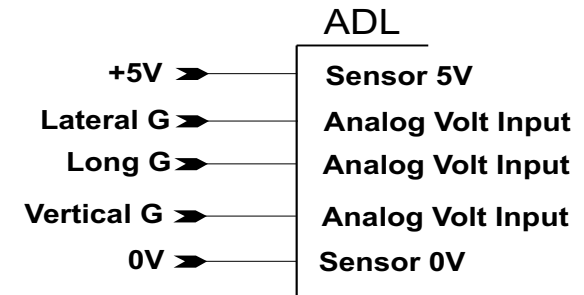 ADL
+5V Sensor 5V
Lateral G Analog Volt Input
Long G Analog Volt Input
Vertical G Analog Volt Input
0V Sensor 0V